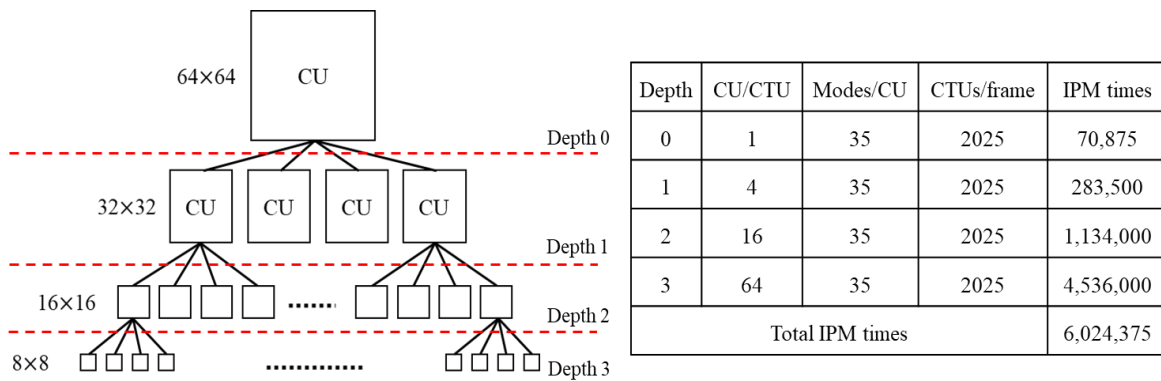 64×64
CU
Depth 0
32×32
CU
CU
CU
CU
Depth 1
16×16
Depth 2
8×8
Depth 3
Depth CU/CTU Modes/CU CTUs/frame IPM times
0 1 35 2025 70,875
1 4 35 2025 283,500
2 16 35 2025 1,134,000
3 64 35 2025 4,536,000
Total IPM times 6,024,375